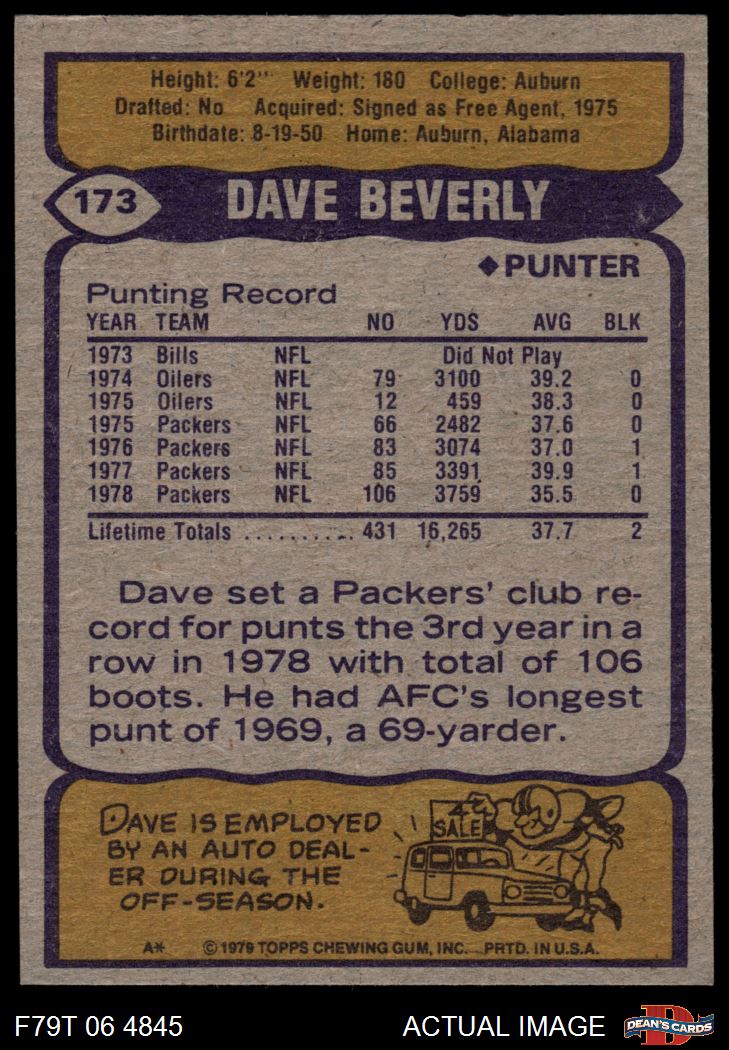 Height: 6'2" Weight: 180 College: Auburn
Drafted: No Acquired: Signed as Free Agent, 1975
Birthdate: 8-19-50 Home: Auburn, Alabama
173 DAVE BEVERLY
◆PUNTER
Punting Record
YEAR TEAM NO YDS AVG BLK
1973 Bills NFL Did Not Play
1974 Oilers NFL 79 3100 39.2 0
1975 Oilers NFL 12 459 38.3 0
1975 Packers NFL 66 2482 37.6 0
1976 Packers NFL 83 3074 37.0 1
1977 Packers NFL 85 3391 39.9 1
1978 Packers NFL 106 3759 35.5 0
Lifetime Totals ........... 431 16,265 37.7 2
Dave set a Packers' club re-
cord for punts the 3rd year in a
row in 1978 with total of 106
boots. He had AFC's longest
punt of 1969, a 69-yarder.
DAVE IS EMPLOYED
BY AN AUTO DEAL-
ER DURING THE
OFF-SEASON.
SALE
A* ©1979 TOPPS CHEWING GUM, INC. PRTD. IN U.S.A.
F79T 06 4845 ACTUAL IMAGE DEAN'S CARDS